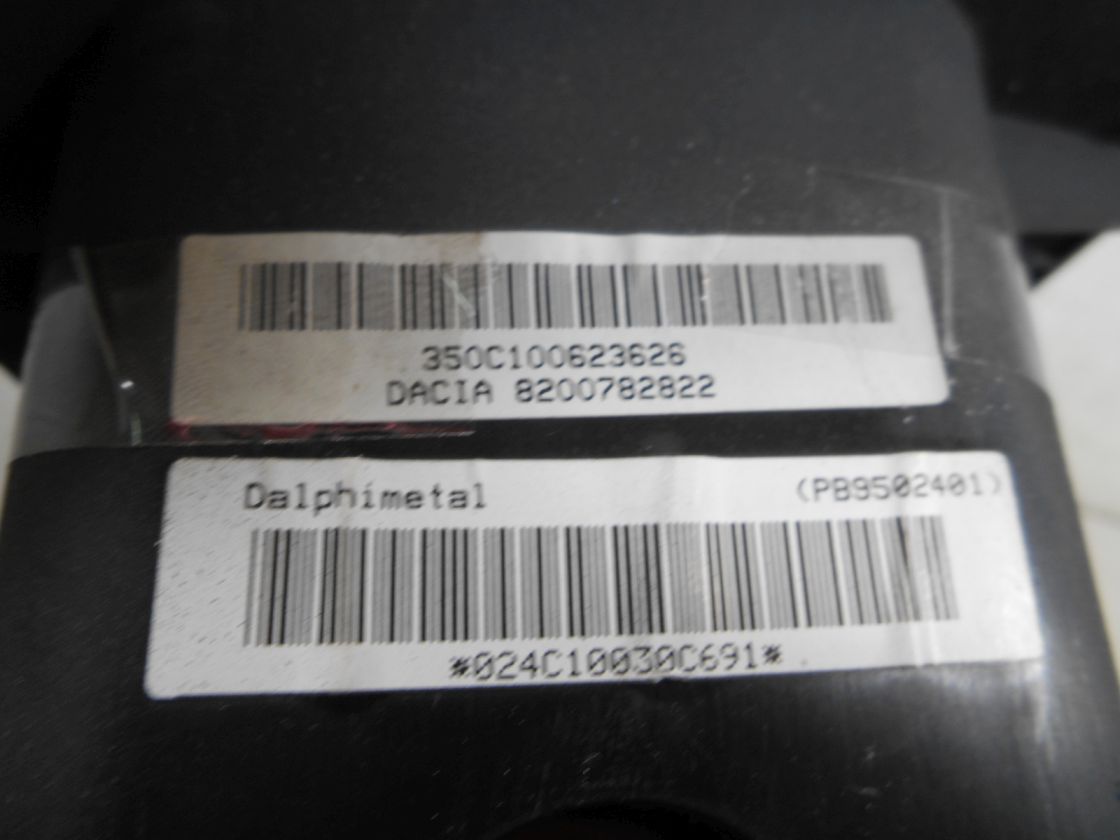 350C100623626
DACIA 8200782822
Dalphimetal (PB9502401)
*024C10030C691*